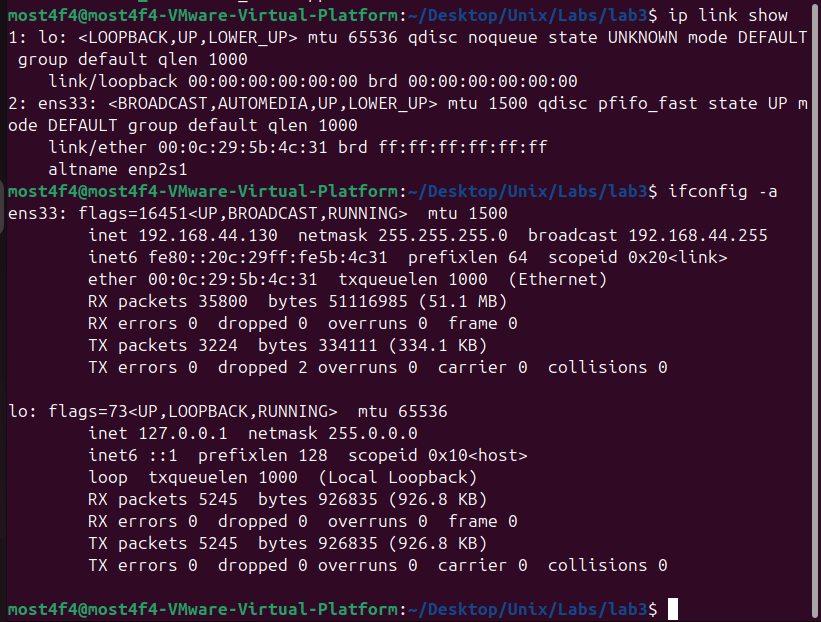 most4f4@most4f4-VMware-Virtual-Platform:~/Desktop/Unix/Labs/lab3$ ip link show
1: lo: <LOOPBACK,UP,LOWER_UP> mtu 65536 qdisc noqueue state UNKNOWN mode DEFAULT
 group default qlen 1000
    link/loopback 00:00:00:00:00:00 brd 00:00:00:00:00:00
2: ens33: <BROADCAST,AUTOMEDIA,UP,LOWER_UP> mtu 1500 qdisc pfifo_fast state UP m
ode DEFAULT group default qlen 1000
    link/ether 00:0c:29:5b:4c:31 brd ff:ff:ff:ff:ff:ff
    altname enp2s1
most4f4@most4f4-VMware-Virtual-Platform:~/Desktop/Unix/Labs/lab3$ ifconfig -a
ens33: flags=16451<UP,BROADCAST,RUNNING>  mtu 1500
        inet 192.168.44.130  netmask 255.255.255.0  broadcast 192.168.44.255
        inet6 fe80::20c:29ff:fe5b:4c31  prefixlen 64  scopeid 0x20<link>
        ether 00:0c:29:5b:4c:31  txqueuelen 1000  (Ethernet)
        RX packets 35800  bytes 51116985 (51.1 MB)
        RX errors 0  dropped 0  overruns 0  frame 0
        TX packets 3224  bytes 334111 (334.1 KB)
        TX errors 0  dropped 2 overruns 0  carrier 0  collisions 0

lo: flags=73<UP,LOOPBACK,RUNNING>  mtu 65536
        inet 127.0.0.1  netmask 255.0.0.0
        inet6 ::1  prefixlen 128  scopeid 0x10<host>
        loop  txqueuelen 1000  (Local Loopback)
        RX packets 5245  bytes 926835 (926.8 KB)
        RX errors 0  dropped 0  overruns 0  frame 0
        TX packets 5245  bytes 926835 (926.8 KB)
        TX errors 0  dropped 0 overruns 0  carrier 0  collisions 0

most4f4@most4f4-VMware-Virtual-Platform:~/Desktop/Unix/Labs/lab3$